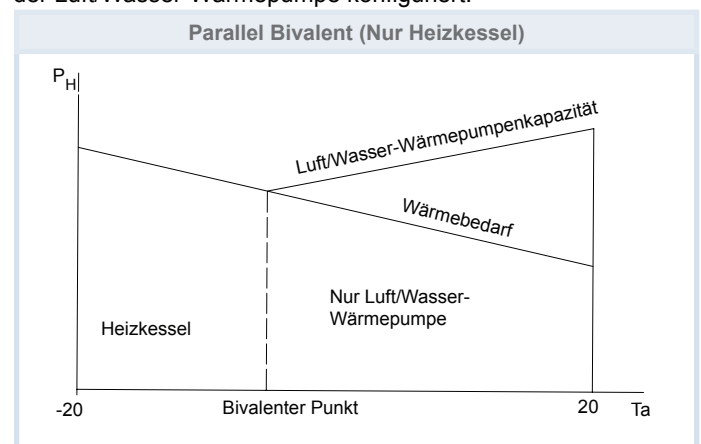 der Luft/Wasser-Wärmepumpe konfiguriert.
Parallel Bivalent (Nur Heizkessel)
PH
Luft/Wasser-Wärmepumpenkapazität
Wärmebedarf
Nur Luft/Wasser-
Wärmepumpe
Heizkessel
-20
Bivalenter Punkt
20
Ta